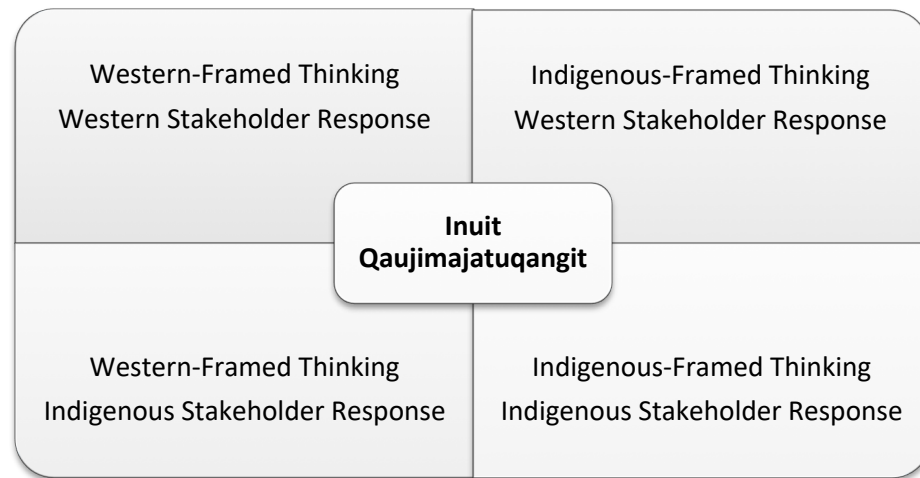 Western-Framed Thinking
Western Stakeholder Response
Indigenous-Framed Thinking
Western Stakeholder Response
Inuit
Qaujimajatuqangit
Western-Framed Thinking
Indigenous Stakeholder Response
Indigenous-Framed Thinking
Indigenous Stakeholder Response